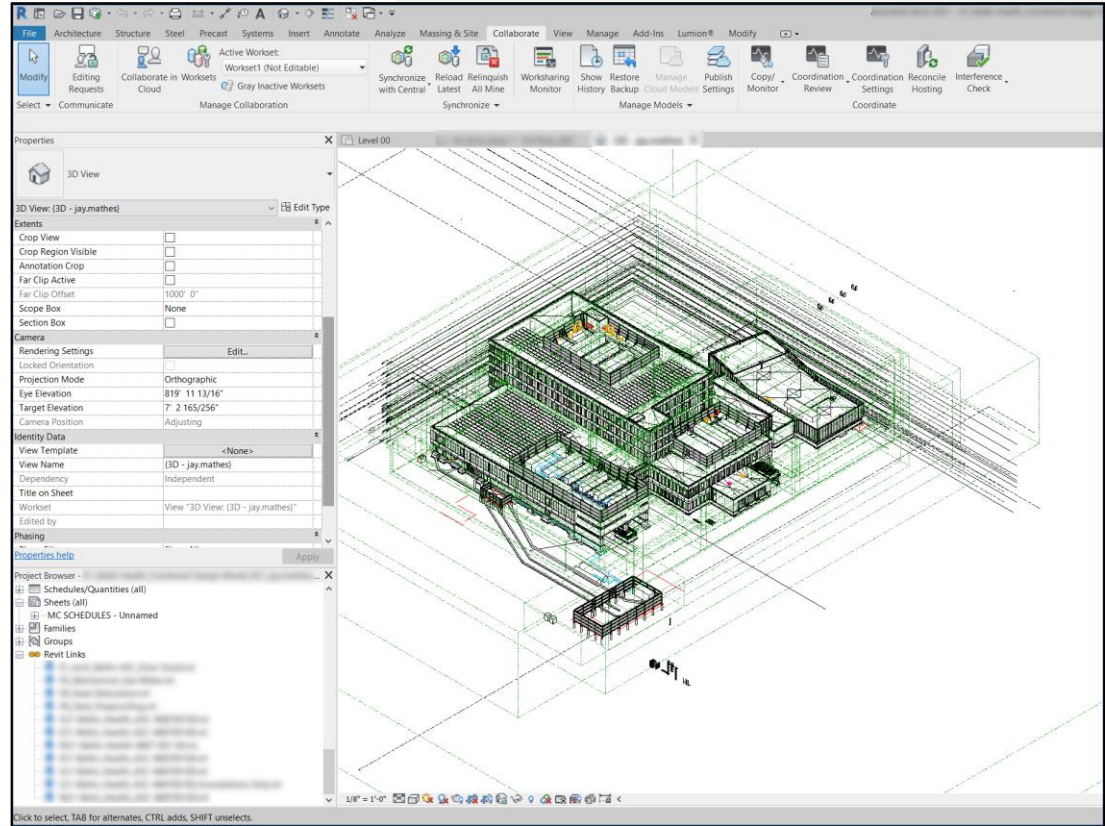 File Architecture Structure Steel Precast Systems Insert Annotate Analyze Massing & Site Collaborate View Manage Add-Ins Lumion® Modify
Modify
Editing Requests
Collaborate in Cloud
Worksets
Active Workset:
Workset1 (Not Editable)
Gray Inactive Worksets
Synchronize with Central
Reload Latest
Relinquish All Mine
Worksharing Monitor
Show History
Restore Backup
Manage Cloud Models
Publish Settings
Copy/ Monitor
Coordination Review
Coordination Settings
Reconcile Hosting
Interference Check
Select Communicate Manage Collaboration Synchronize Manage Models Coordinate
Properties X
Level 00
3D View
3D View: {3D - jay.mathes} Edit Type
Extents
Crop View
Crop Region Visible
Annotation Crop
Far Clip Active
Far Clip Offset 1000' 0"
Scope Box None
Section Box
Camera
Rendering Settings Edit...
Locked Orientation
Projection Mode Orthographic
Eye Elevation 819' 11 13/16"
Target Elevation 7' 2 165/256"
Camera Position Adjusting
Identity Data
View Template <None>
View Name {3D - jay.mathes}
Dependency Independent
Title on Sheet
Workset View "3D View: {3D - jay.mathes}"
Edited by
Phasing
Properties help Apply
Project Browser - ... X
Schedules/Quantities (all)
Sheets (all)
MC SCHEDULES - Unnamed
Families
Groups
Revit Links
1/8" = 1'-0"
Click to select, TAB for alternates, CTRL adds, SHIFT unselects.